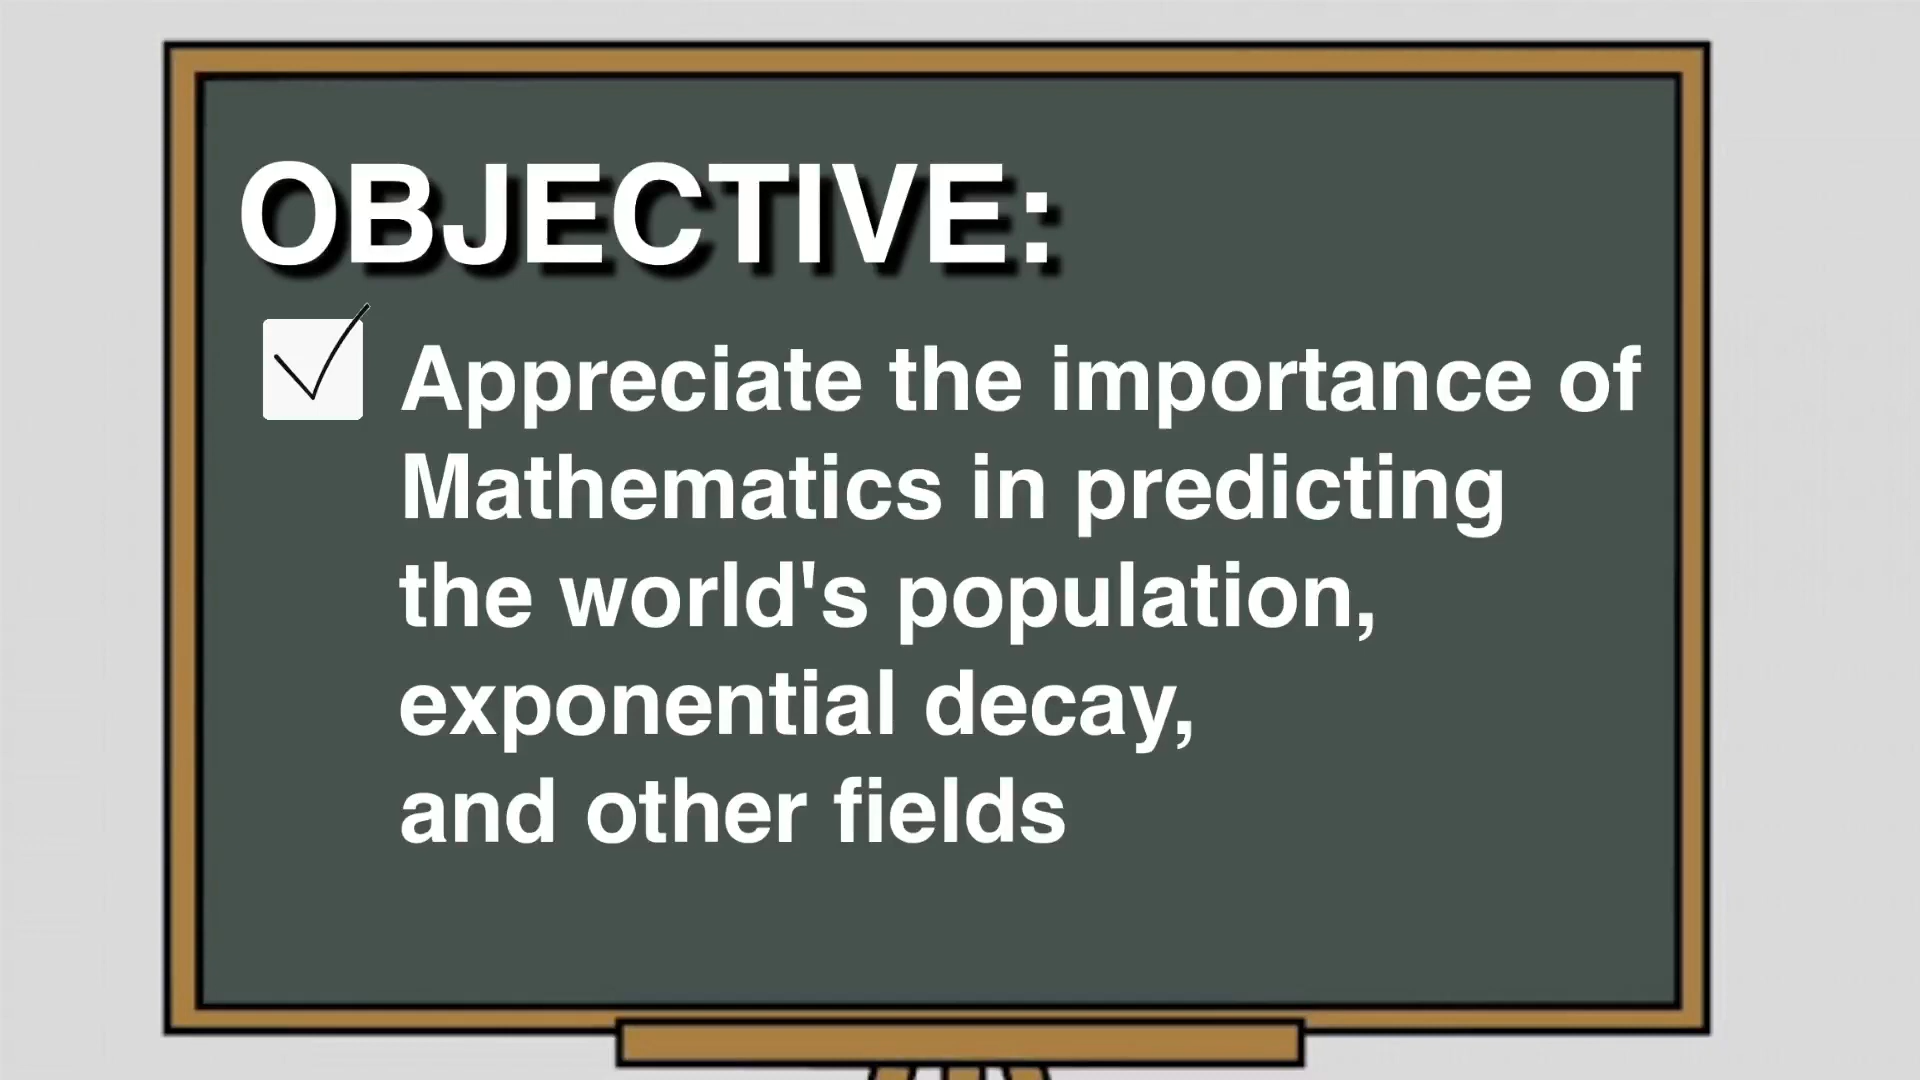 OBJECTIVE:
Appreciate the importance of
Mathematics in predicting
the world's population,
exponential decay,
and other fields